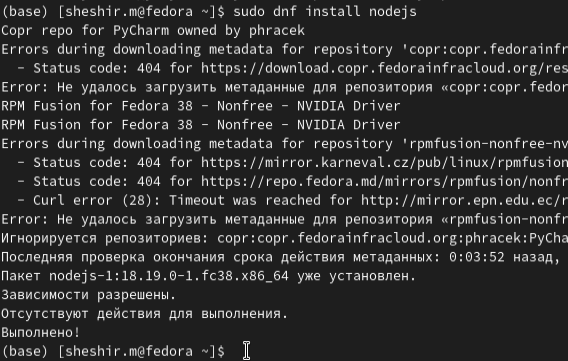 (base) [sheshir.m@fedora ~]$ sudo dnf install nodejs
Copr repo for PyCharm owned by phracek
Errors during downloading metadata for repository 'copr:copr.fedorainfr
  - Status code: 404 for https://download.copr.fedorainfracloud.org/res
Error: Не удалось загрузить метаданные для репозитория «copr:copr.fedor
RPM Fusion for Fedora 38 - Nonfree - NVIDIA Driver
RPM Fusion for Fedora 38 - Nonfree - NVIDIA Driver
Errors during downloading metadata for repository 'rpmfusion-nonfree-nv
  - Status code: 404 for https://mirror.karneval.cz/pub/linux/rpmfusion
  - Status code: 404 for https://repo.fedora.md/mirrors/rpmfusion/nonfr
  - Curl error (28): Timeout was reached for http://mirror.epn.edu.ec/r
Error: Не удалось загрузить метаданные для репозитория «rpmfusion-nonfr
Игнорируется репозиториев: copr:copr.fedorainfracloud.org:phracek:PyCha
Последняя проверка окончания срока действия метаданных: 0:03:52 назад,
Пакет nodejs-1:18.19.0-1.fc38.x86_64 уже установлен.
Зависимости разрешены.
Отсутствуют действия для выполнения.
Выполнено!
(base) [sheshir.m@fedora ~]$